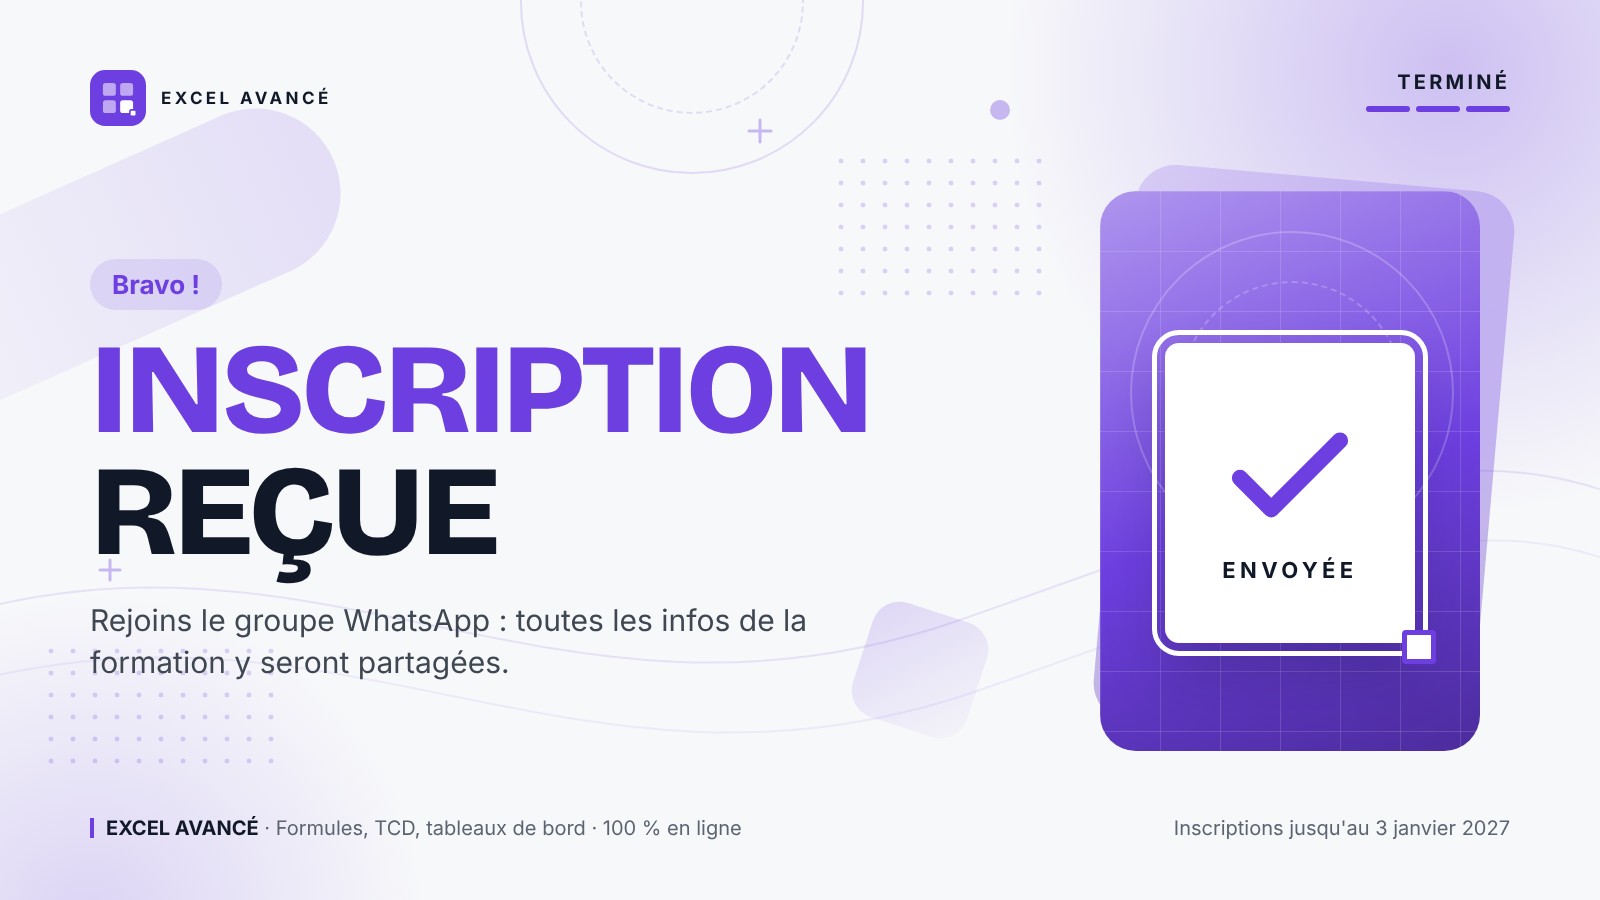 EXCEL AVANCÉ
TERMINÉ
Bravo !
INSCRIPTION
REÇUE
Rejoins le groupe WhatsApp : toutes les infos de la
formation y seront partagées.
ENVOYÉE
EXCEL AVANCÉ · Formules, TCD, tableaux de bord · 100 % en ligne
Inscriptions jusqu'au 3 janvier 2027